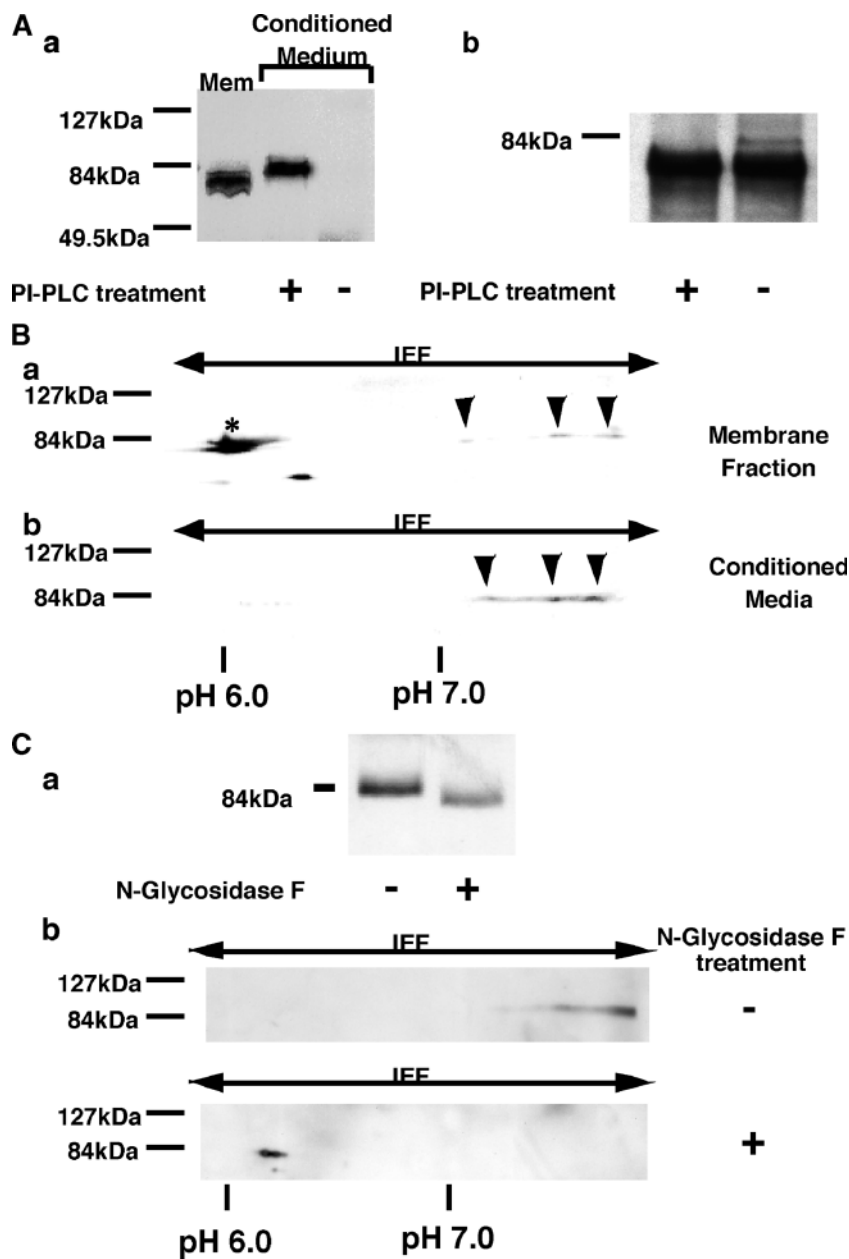 A
a
Conditioned
Medium
Mem
b
127kDa
84kDa
49.5kDa
84kDa
PI-PLC treatment + -
PI-PLC treatment + -
B
IEF
a
127kDa
84kDa
*
Membrane
Fraction
IEF
b
127kDa
84kDa
Conditioned
Media
pH 6.0
pH 7.0
C
a
84kDa
N-Glycosidase F - +
b
IEF
N-Glycosidase F
treatment
127kDa
84kDa
-
IEF
127kDa
84kDa
+
pH 6.0
pH 7.0